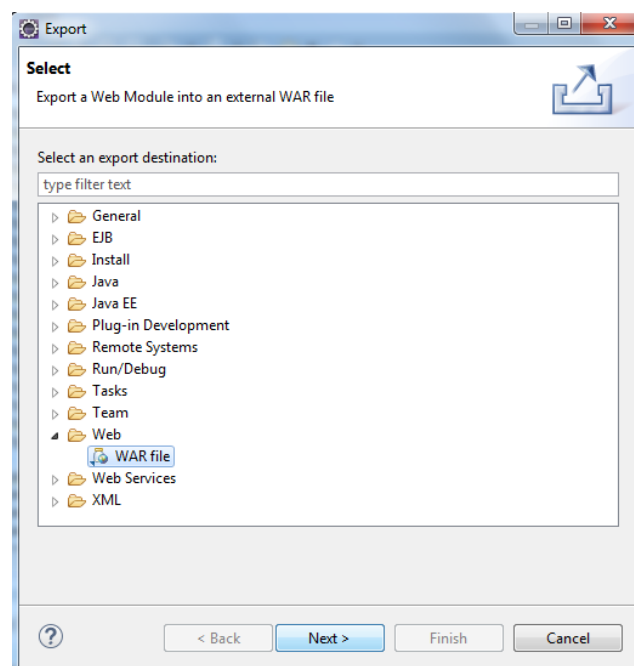 Export
Select
Export a Web Module into an external WAR file
Select an export destination:
type filter text
General
EJB
Install
Java
Java EE
Plug-in Development
Remote Systems
Run/Debug
Tasks
Team
Web
WAR file
Web Services
XML
? < Back Next > Finish Cancel